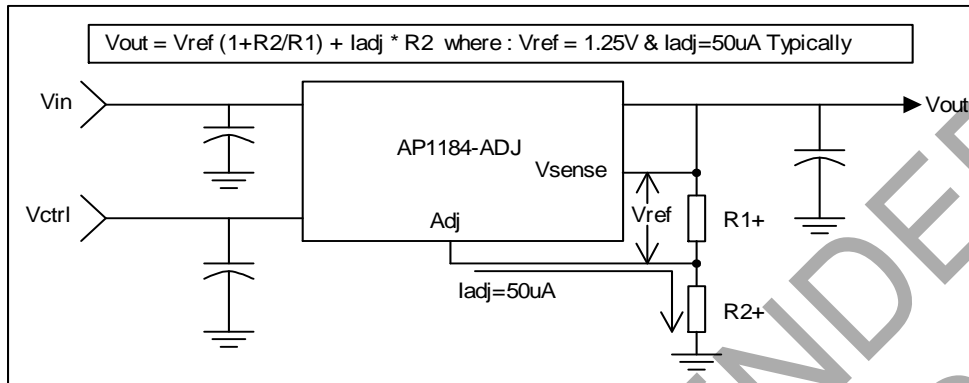 Vout = Vref (1+R2/R1) + Iadj * R2 where : Vref = 1.25V & Iadj=50uA Typically
Vin
Vout
AP1184-ADJ
Vsense
Vctrl
Vref
R1+
Adj
Iadj=50uA
R2+